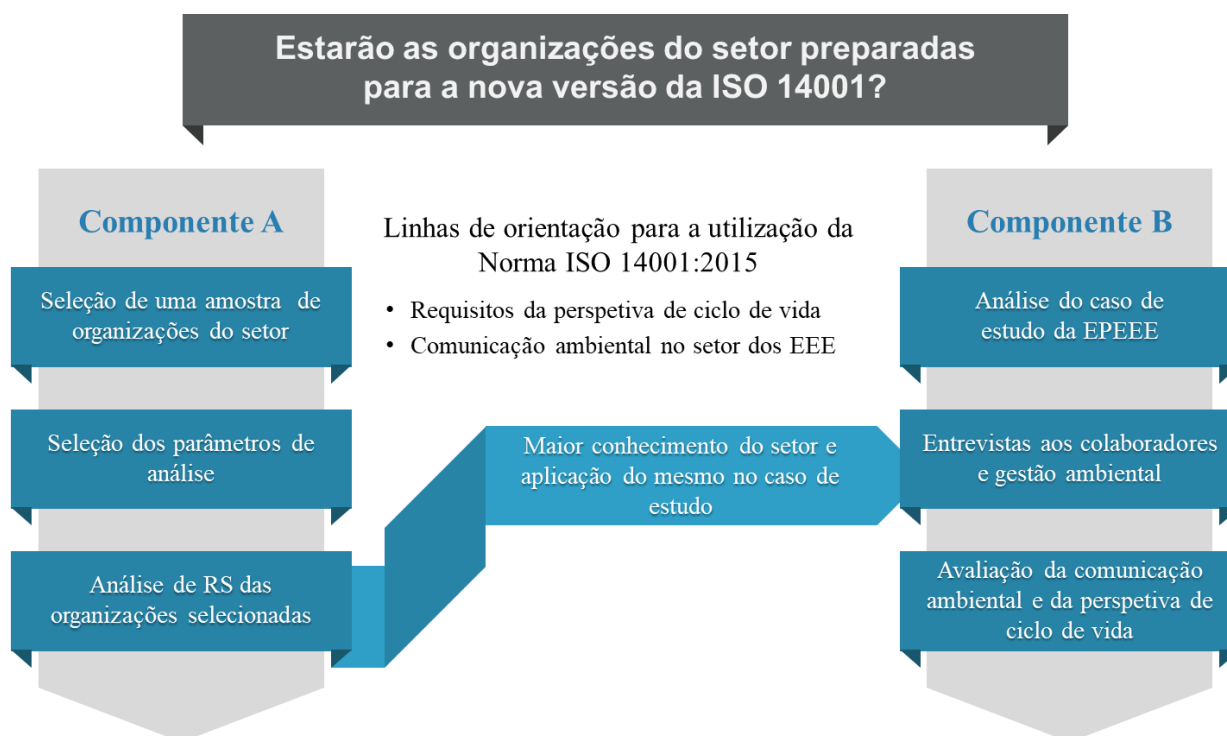 Estarão as organizações do setor preparadas
para a nova versão da ISO 14001?
Componente A
Seleção de uma amostra de
organizações do setor
Seleção dos parâmetros de
análise
Análise de RS das
organizações selecionadas
Linhas de orientação para a utilização da
Norma ISO 14001:2015
• Requisitos da perspetiva de ciclo de vida
• Comunicação ambiental no setor dos EEE
Maior conhecimento do setor e
aplicação do mesmo no caso de
estudo
Componente B
Análise do caso de
estudo da EPEEE
Entrevistas aos colaboradores
e gestão ambiental
Avaliação da comunicação
ambiental e da perspetiva de
ciclo de vida